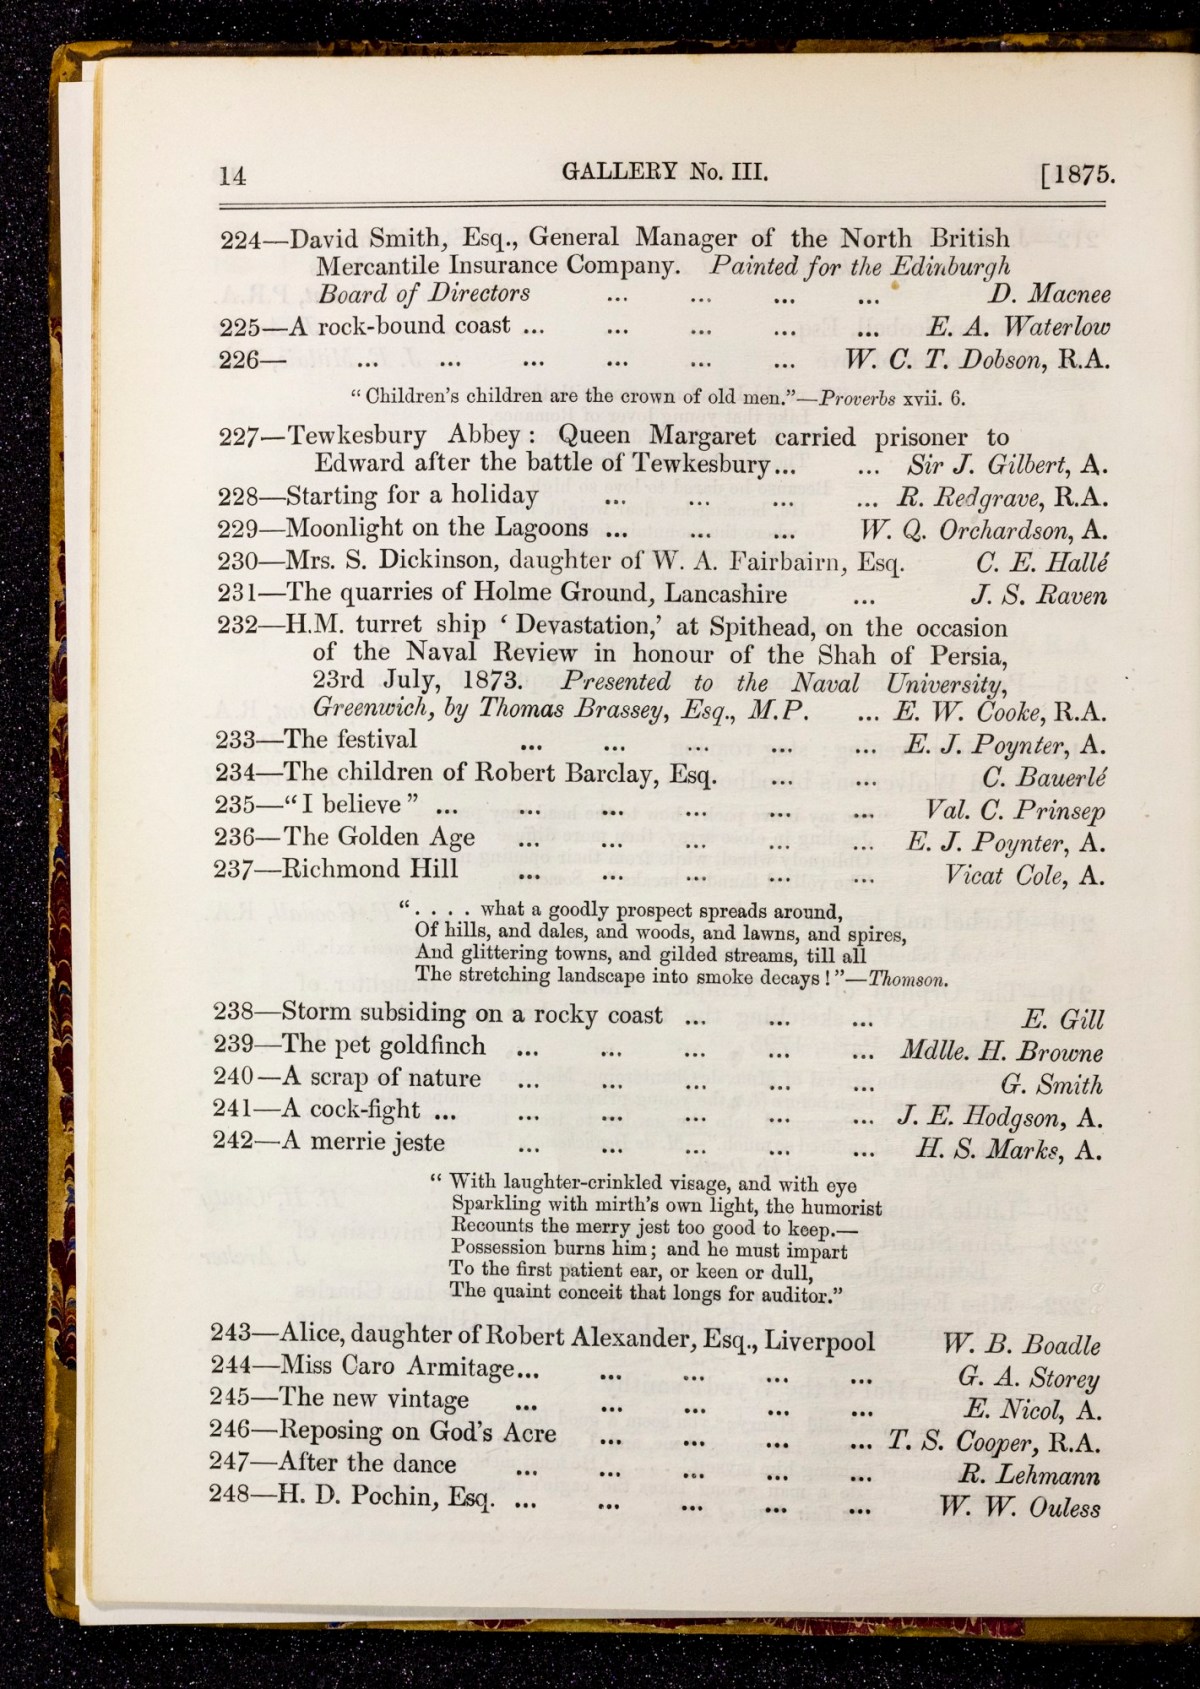 14 GALLERY No. III. [1875.
224—David Smith, Esq., General Manager of the North British
Mercantile Insurance Company. Painted for the Edinburgh
Board of Directors ... ... ... ... D. Macnee
225—A rock-bound coast ... ... ... ... ... E. A. Waterlow
226— ... ... ... ... ... ... W. C. T. Dobson, R.A.
“Children’s children are the crown of old men.”—Proverbs xvii. 6.
227—Tewkesbury Abbey: Queen Margaret carried prisoner to
Edward after the battle of Tewkesbury... ... Sir J. Gilbert, A.
228—Starting for a holiday ... ... ... ... R. Redgrave, R.A.
229—Moonlight on the Lagoons ... ... ... W. Q. Orchardson, A.
230—Mrs. S. Dickinson, daughter of W. A. Fairbairn, Esq. C. E. Hallé
231—The quarries of Holme Ground, Lancashire ... J. S. Raven
232—H.M. turret ship ‘Devastation,’ at Spithead, on the occasion
of the Naval Review in honour of the Shah of Persia,
23rd July, 1873. Presented to the Naval University,
Greenwich, by Thomas Brassey, Esq., M.P. ... E. W. Cooke, R.A.
233—The festival ... ... ... ... ... E. J. Poynter, A.
234—The children of Robert Barclay, Esq. ... ... C. Bauerlé
235—“I believe” ... ... ... ... ... ... Val. C. Prinsep
236—The Golden Age ... ... ... ... ... E. J. Poynter, A.
237—Richmond Hill ... ... ... ... ... Vicat Cole, A.
“. . . . what a goodly prospect spreads around,
Of hills, and dales, and woods, and lawns, and spires,
And glittering towns, and gilded streams, till all
The stretching landscape into smoke decays!”—Thomson.
238—Storm subsiding on a rocky coast ... ... ... E. Gill
239—The pet goldfinch ... ... ... ... ... Mdlle. H. Browne
240—A scrap of nature ... ... ... ... ... G. Smith
241—A cock-fight ... ... ... ... ... ... J. E. Hodgson, A.
242—A merrie jeste ... ... ... ... ... H. S. Marks, A.
“With laughter-crinkled visage, and with eye
Sparkling with mirth’s own light, the humorist
Recounts the merry jest too good to keep.—
Possession burns him; and he must impart
To the first patient ear, or keen or dull,
The quaint conceit that longs for auditor.”
243—Alice, daughter of Robert Alexander, Esq., Liverpool W. B. Boadle
244—Miss Caro Armitage... ... ... ... ... G. A. Storey
245—The new vintage ... ... ... ... ... E. Nicol, A.
246—Reposing on God’s Acre ... ... ... ... T. S. Cooper, R.A.
247—After the dance ... ... ... ... ... R. Lehmann
248—H. D. Pochin, Esq. ... ... ... ... ... W. W. Ouless